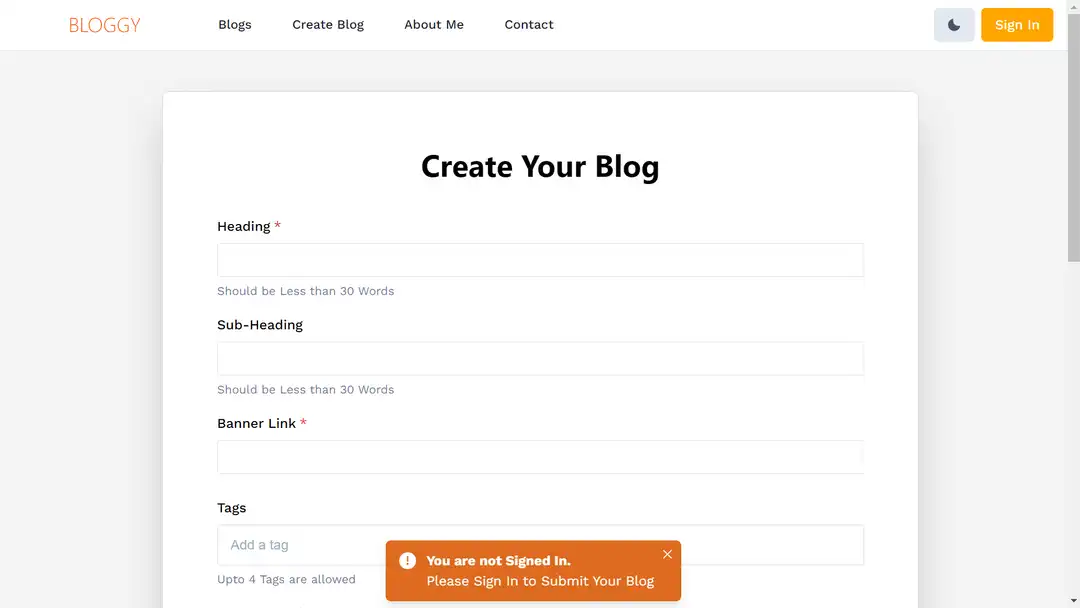 BLOGGY
Blogs
Create Blog
About Me
Contact
Sign In
Create Your Blog
Heading *
Should be Less than 30 Words
Sub-Heading
Should be Less than 30 Words
Banner Link *
Tags
Add a tag
Upto 4 Tags are allowed
You are not Signed In.
Please Sign In to Submit Your Blog